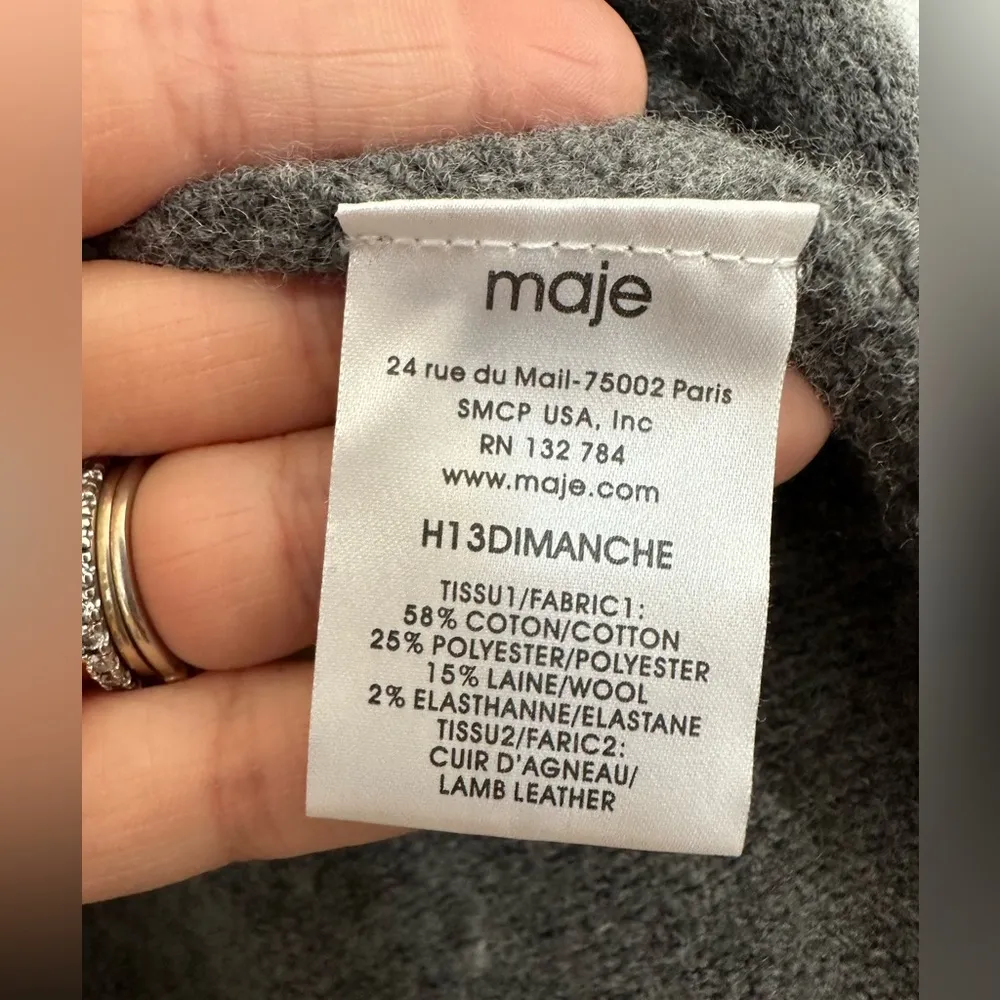 maje
24 rue du Mail-75002 Paris
SMCP USA, Inc
RN 132 784
www.maje.com
H13DIMANCHE
TISSU1/FABRIC1:
58% COTON/COTTON
25% POLYESTER/POLYESTER
15% LAINE/WOOL
2% ELASTHANNE/ELASTANE
TISSU2/FARIC2:
CUIR D'AGNEAU/
LAMB LEATHER